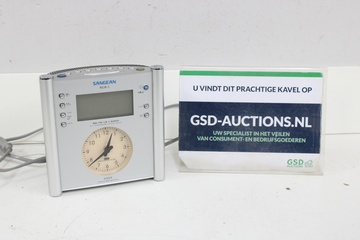 SANGEAN
U VINDT DIT PRACHTIGE KAVEL OP
GSD-AUCTIONS.NL
UW SPECIALIST IN HET VEILEN
VAN CONSUMENT- EN BEDRIJFSGOEDEREN
GSD